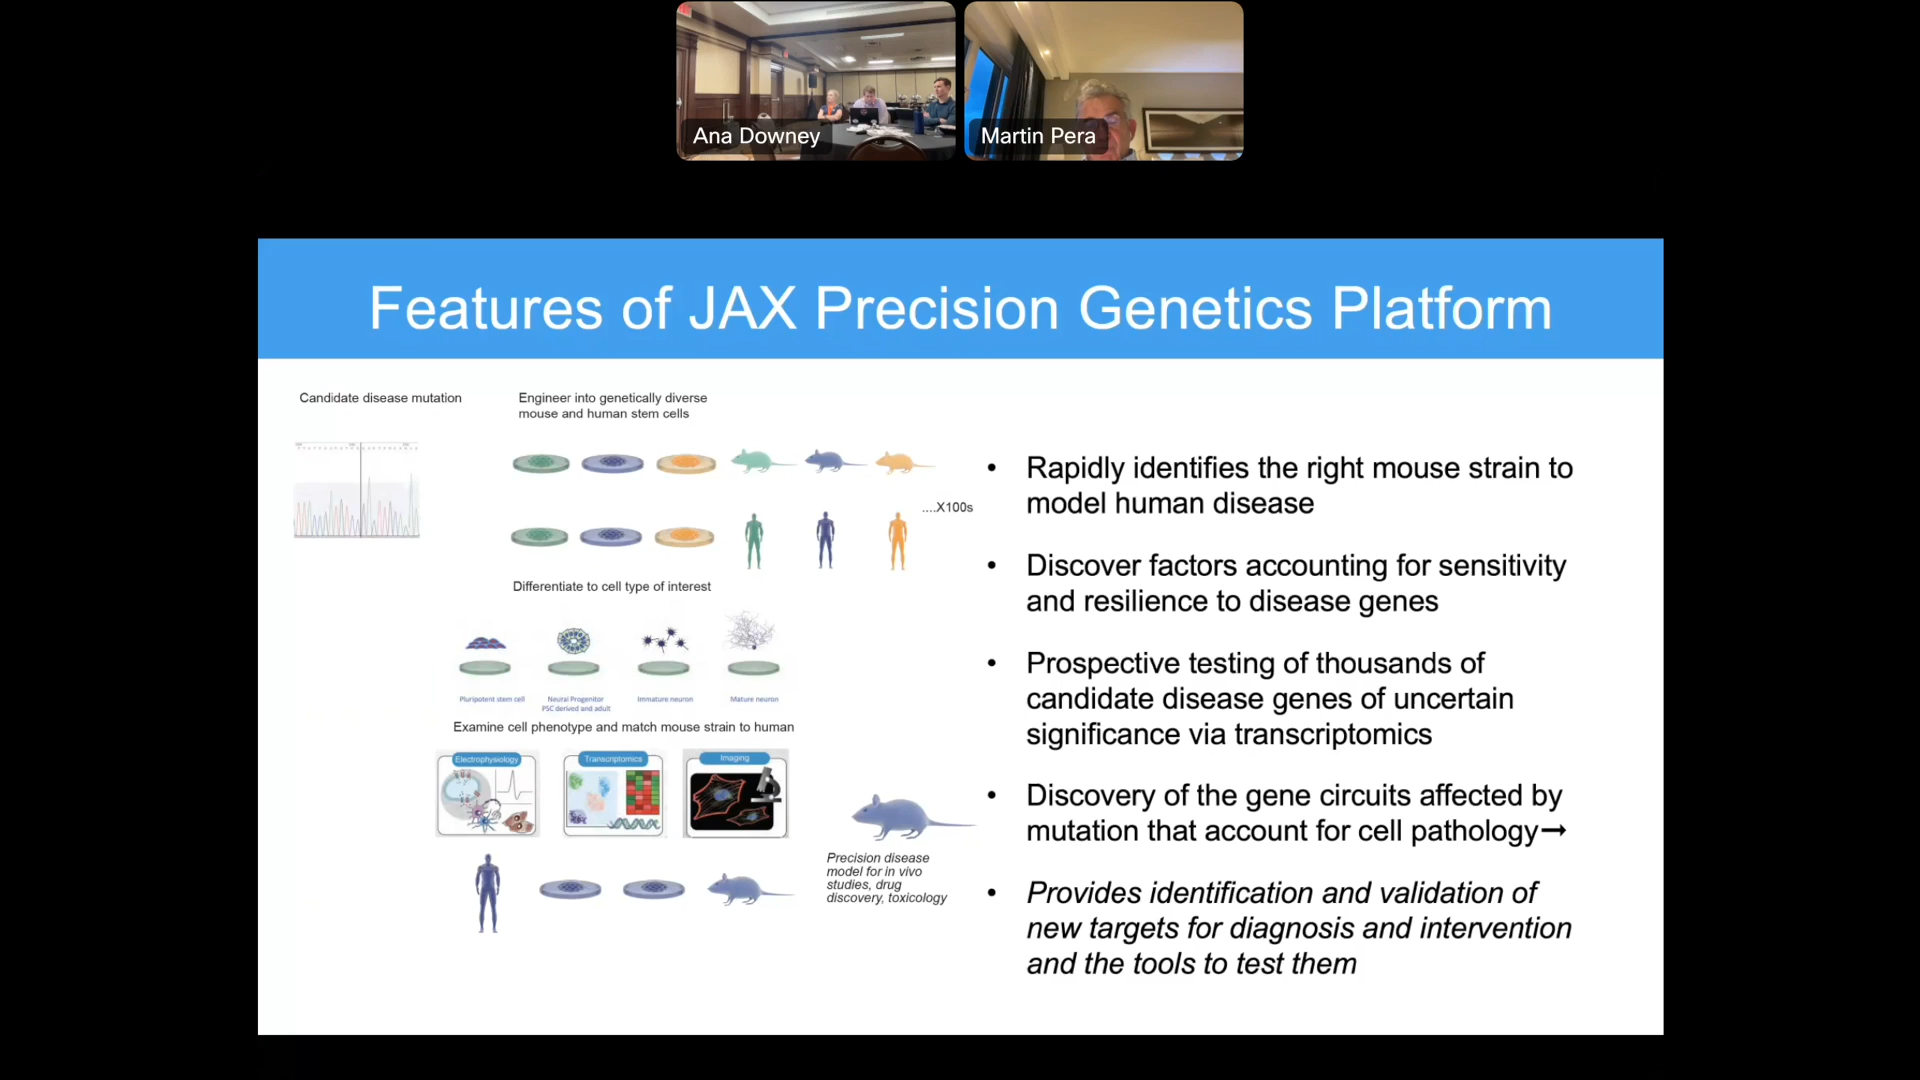 Ana Downey
Martin Pera
Features of JAX Precision Genetics Platform
Candidate disease mutation
Engineer into genetically diverse
mouse and human stem cells
....X100s
Differentiate to cell type of interest
Pluripotent stem cell
Neural Progenitor
PSC derived and adult
Immature neuron
Mature neuron
Examine cell phenotype and match mouse strain to human
Electrophysiology
Transcriptomics
Imaging
Precision disease
model for in vivo
studies, drug
discovery, toxicology
• Rapidly identifies the right mouse strain to
model human disease
• Discover factors accounting for sensitivity
and resilience to disease genes
• Prospective testing of thousands of
candidate disease genes of uncertain
significance via transcriptomics
• Discovery of the gene circuits affected by
mutation that account for cell pathology→
• Provides identification and validation of
new targets for diagnosis and intervention
and the tools to test them